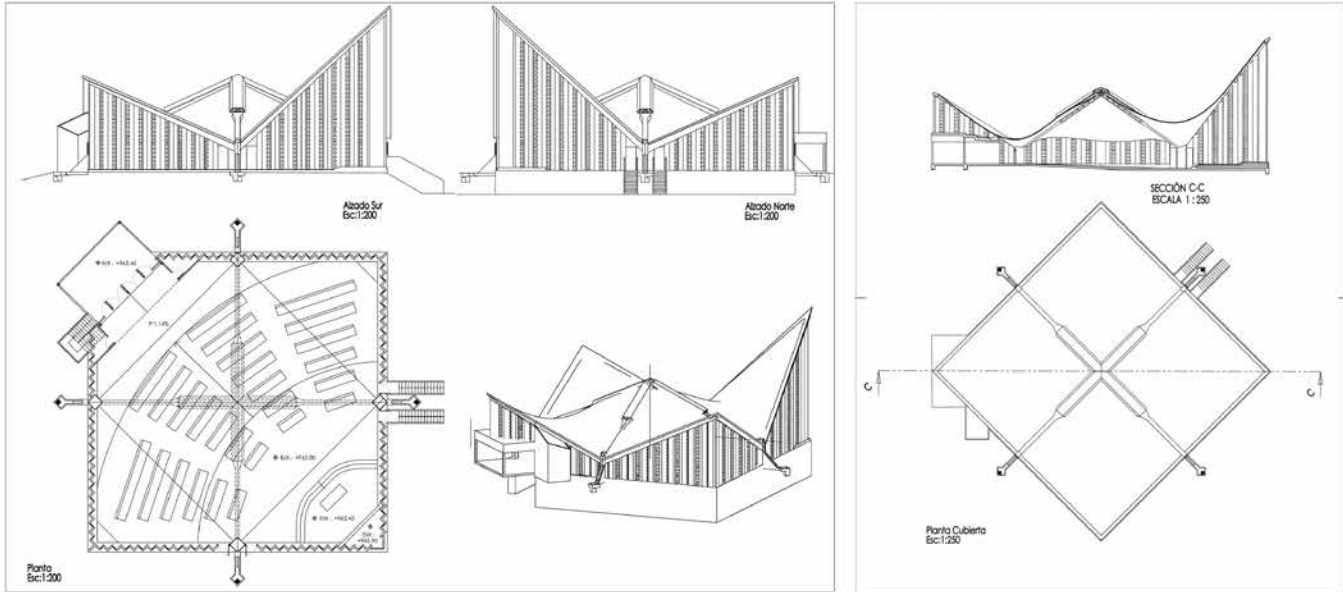 Alzado Sur
Esc:1:200
Alzado Norte
Esc:1:200
SECCIÓN C-C
ESCALA 1 : 250
C
C
Planta Cubierta
Esc:1:250
Planta
Esc:1:200